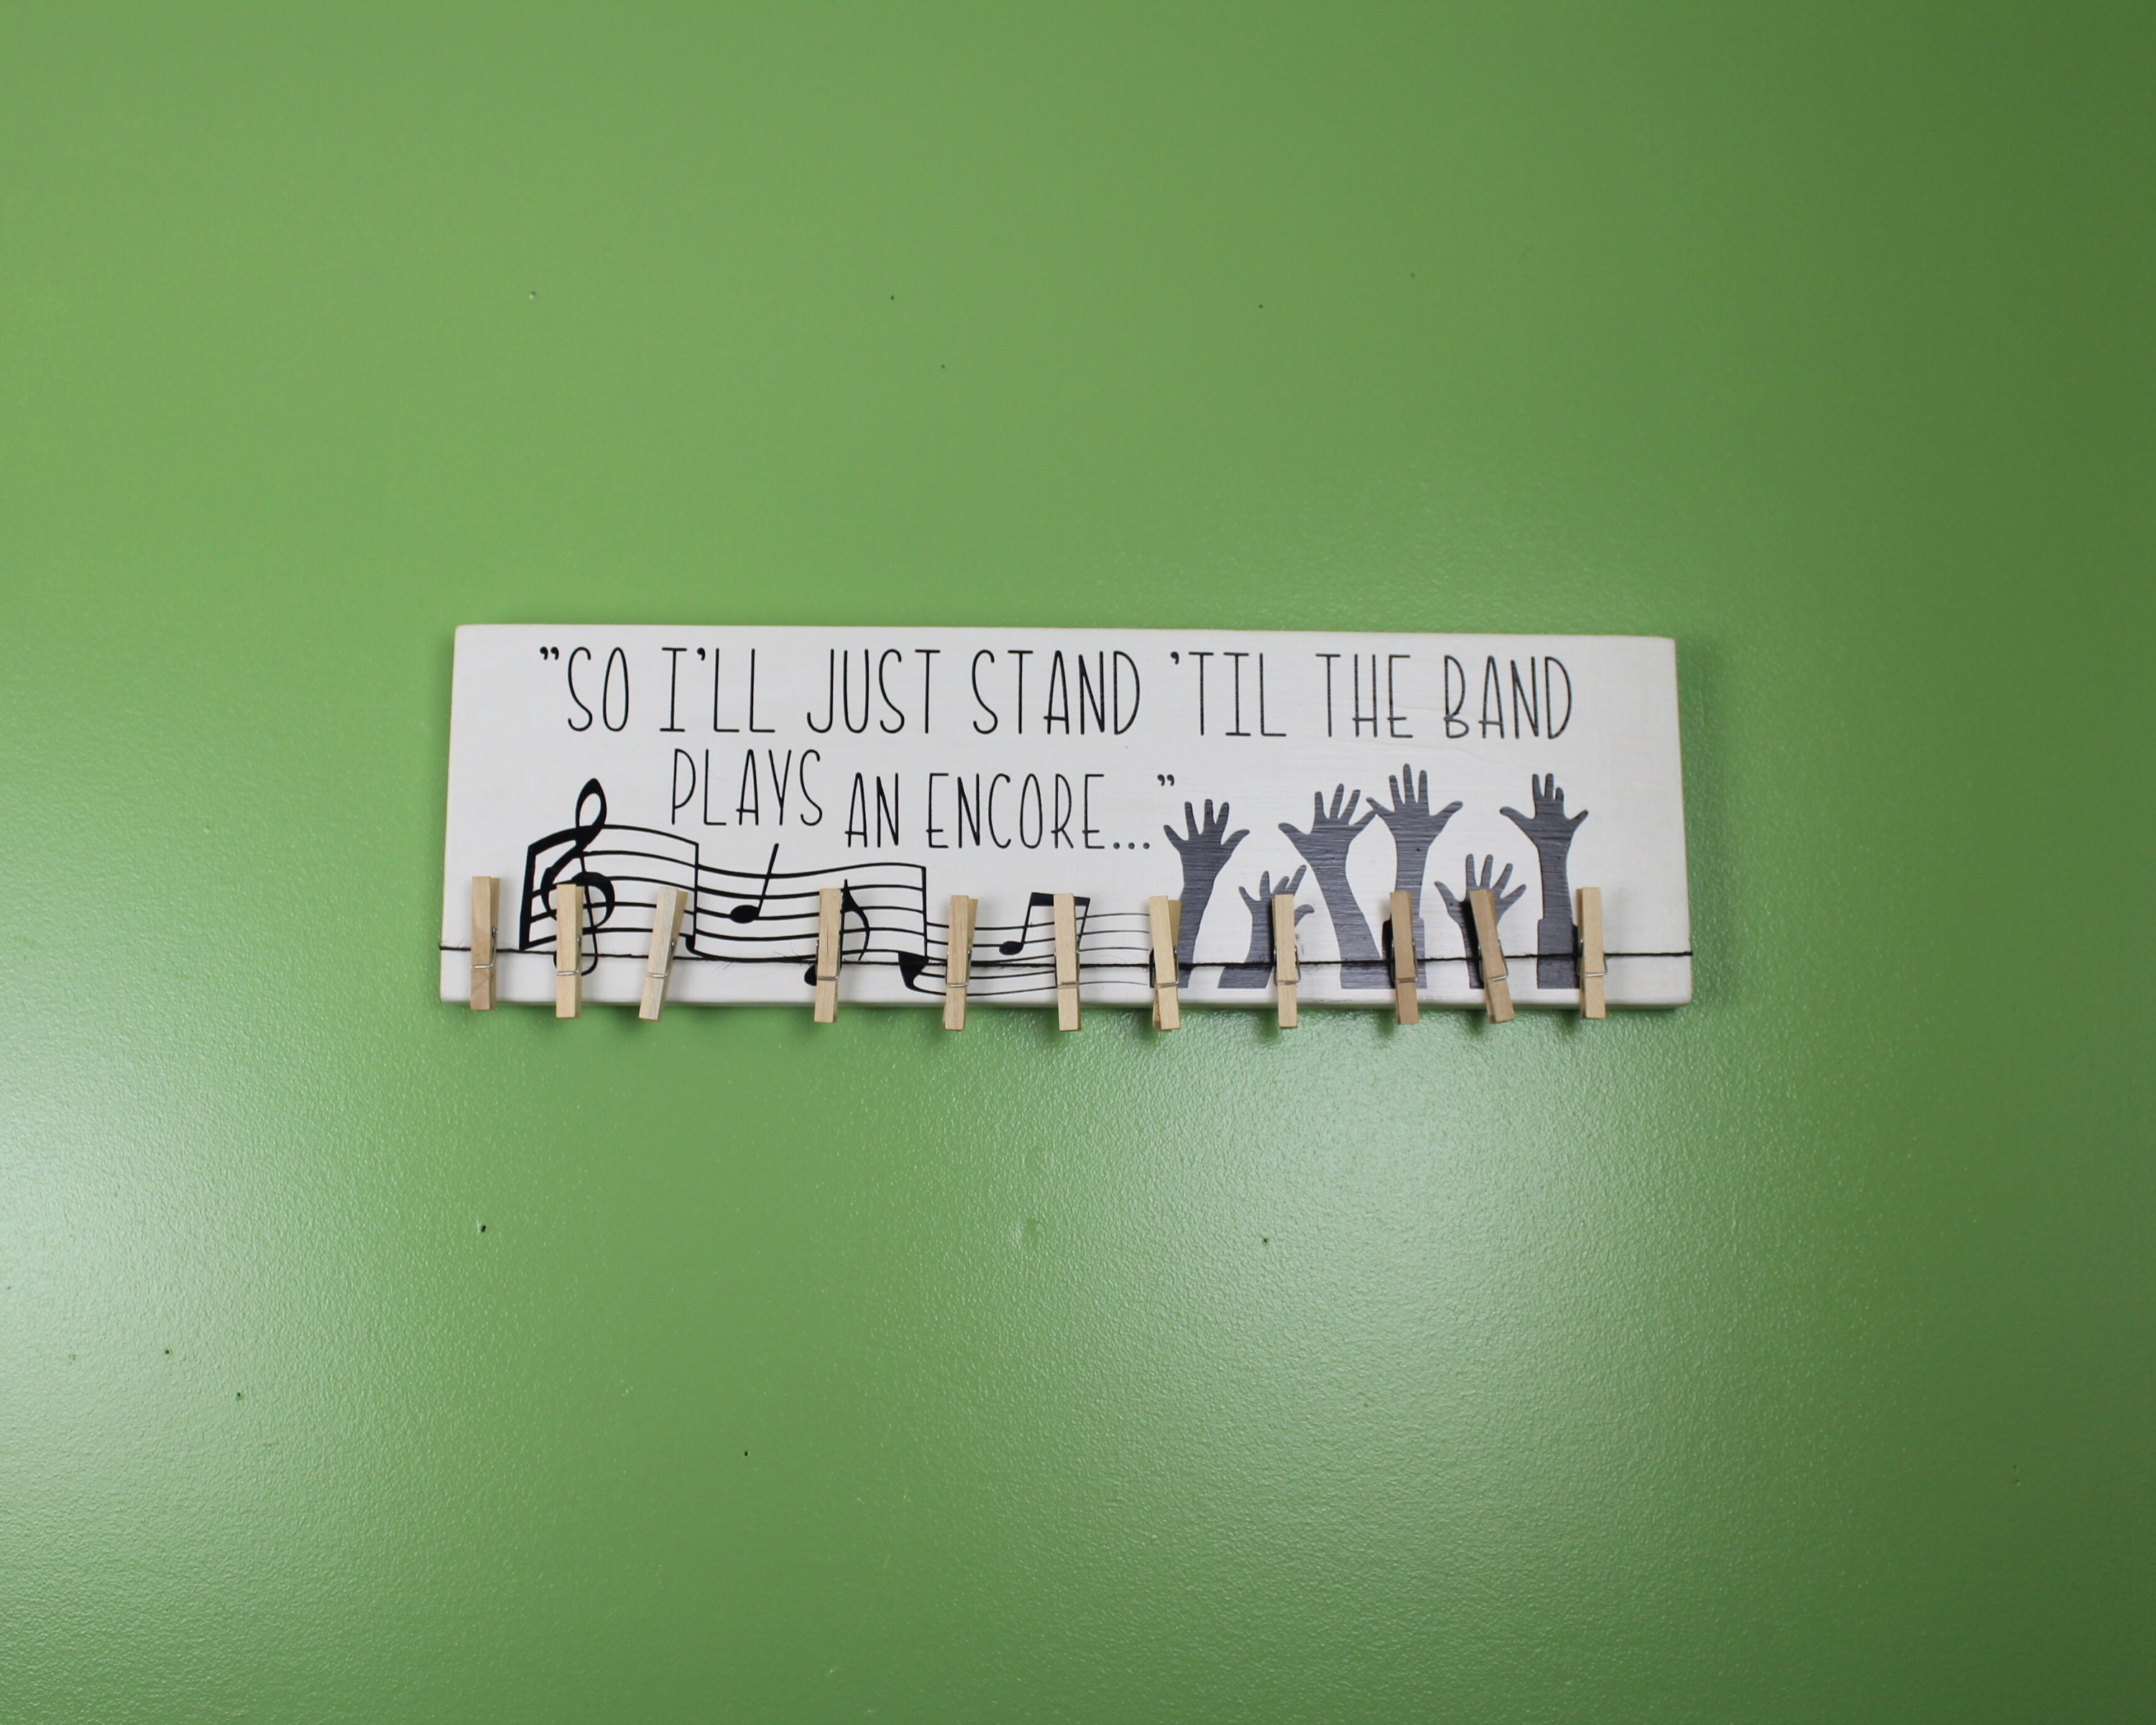 ”SO I'LL JUST STAND 'TIL THE BAND
PLAYS AN ENCORE...”